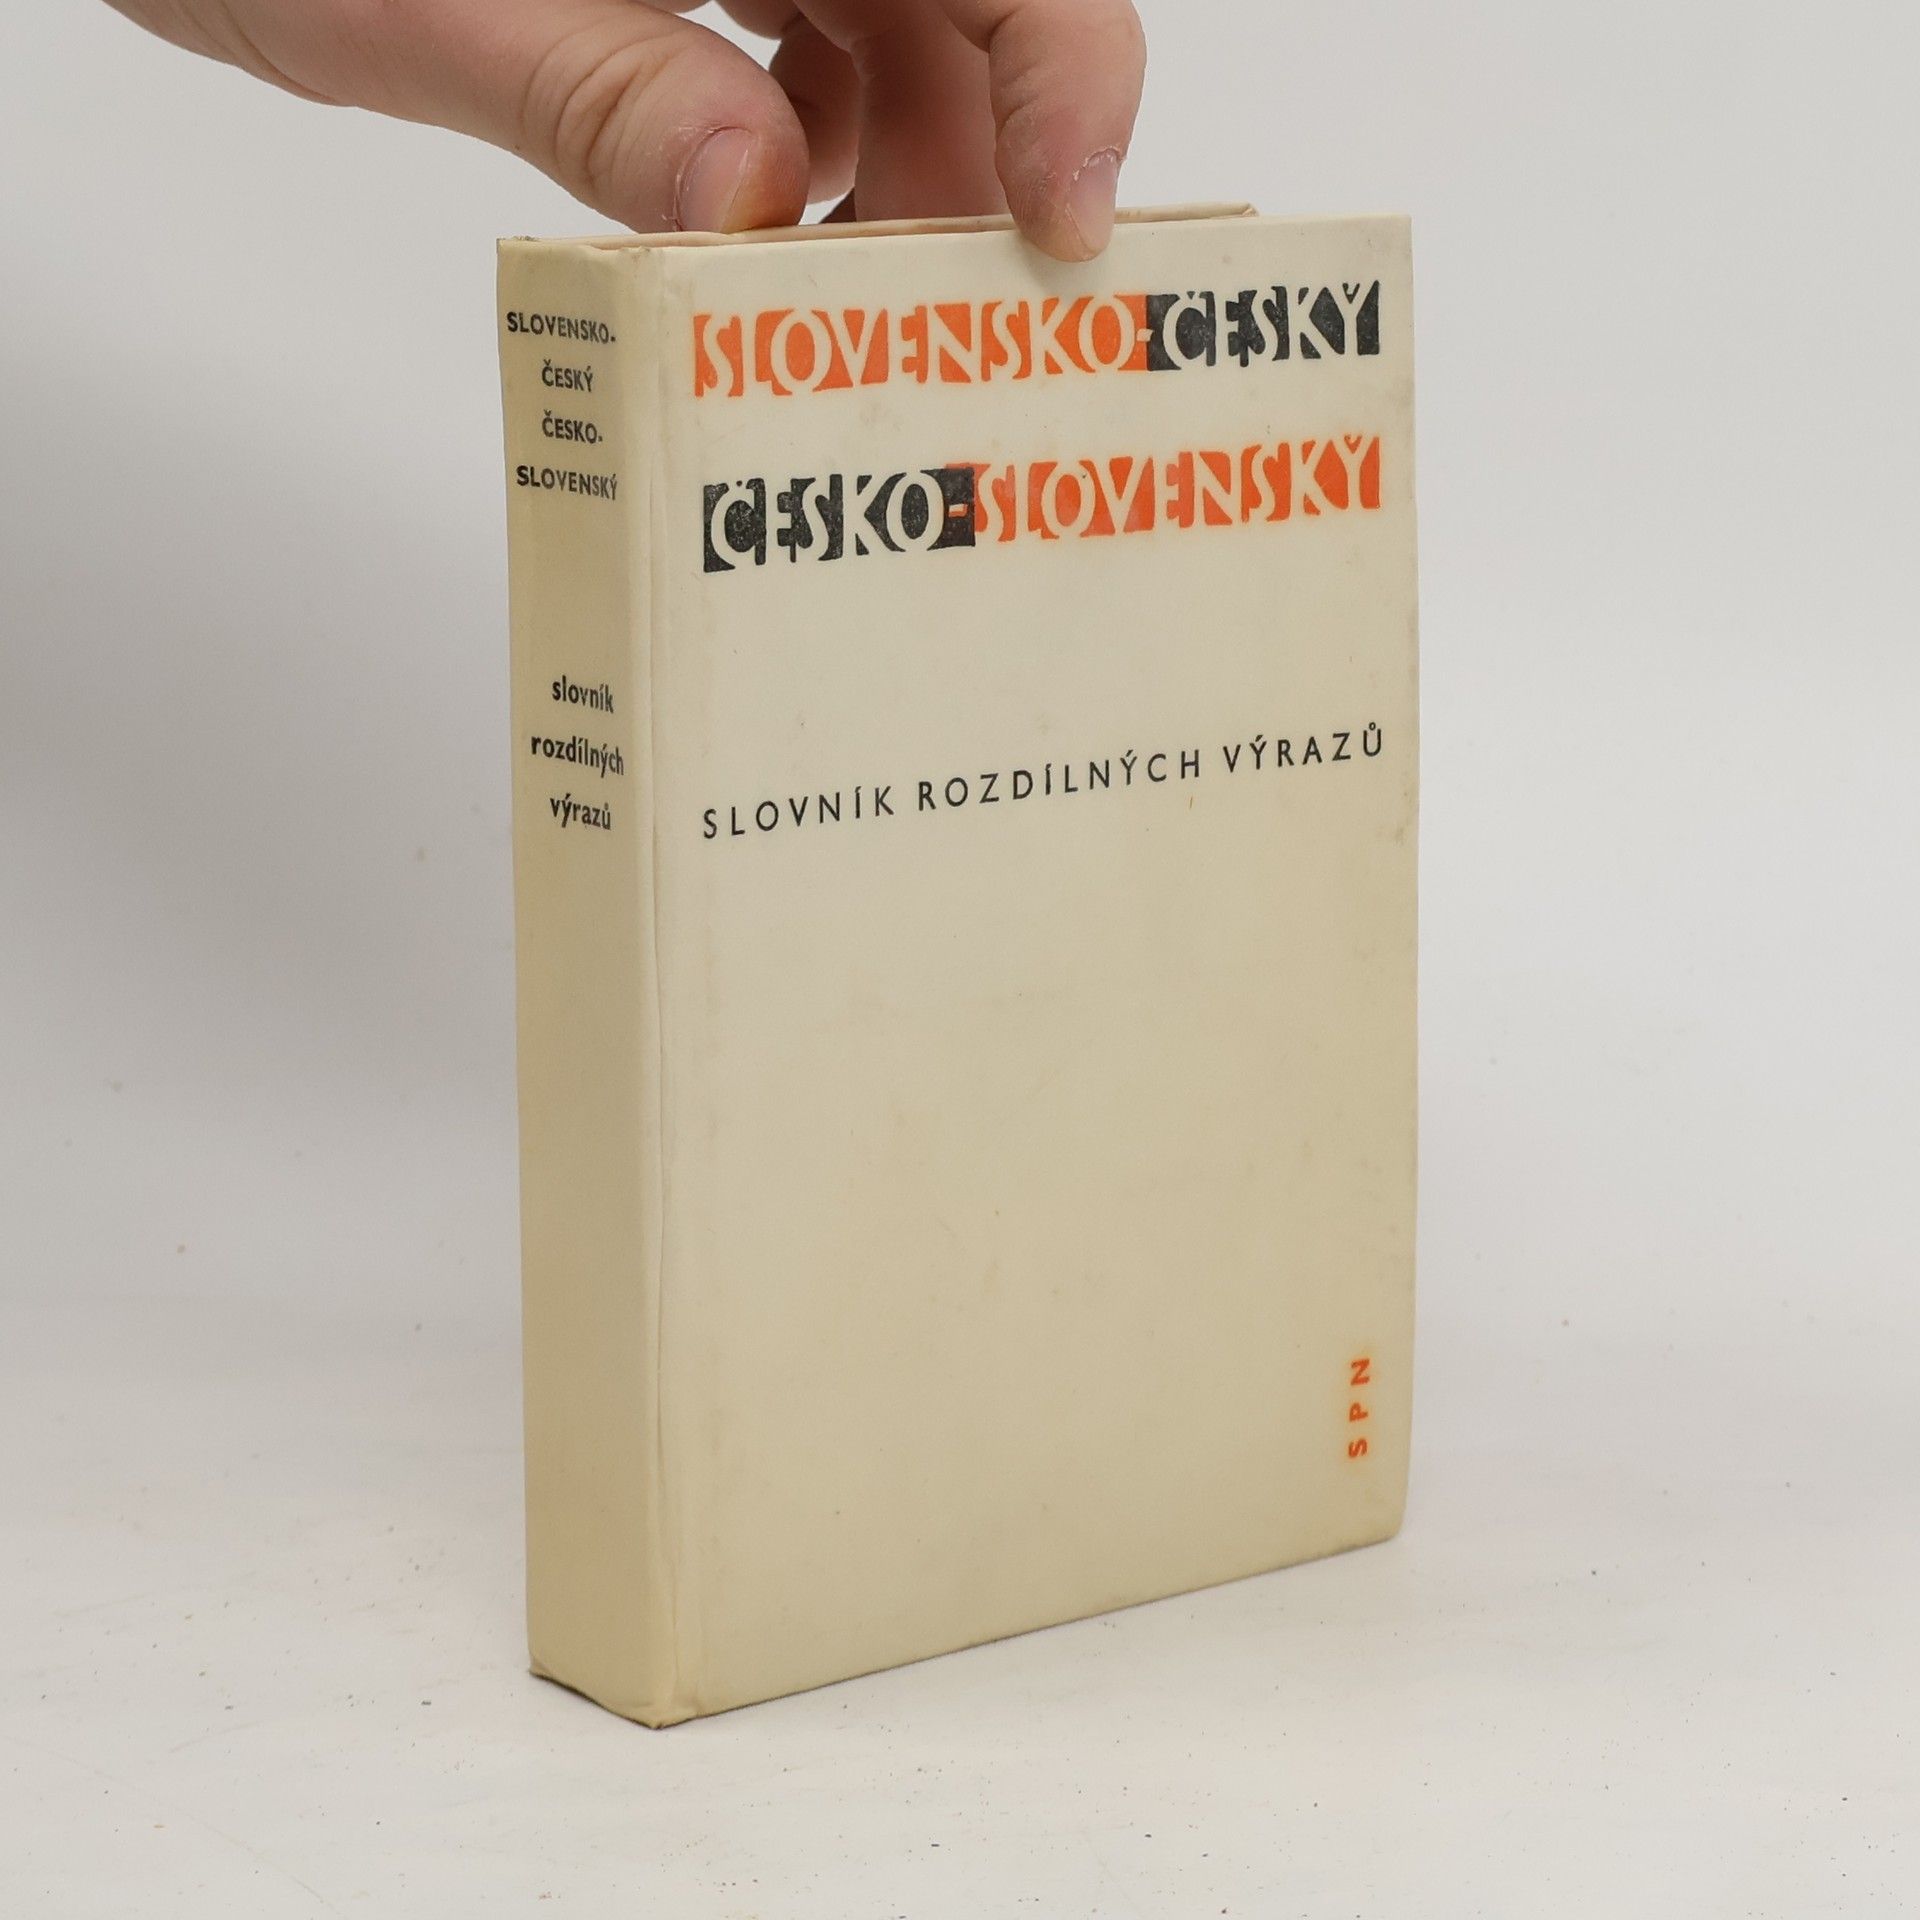 SLOVENSKO-
ČESKÝ
ČESKO-
SLOVENSKÝ
slovník
rozdílných
výrazů
SLOVENSKO-ČESKÝ
ČESKO-SLOVENSKÝ
SLOVNÍK ROZDÍLNÝCH VÝRAZŮ
SPN